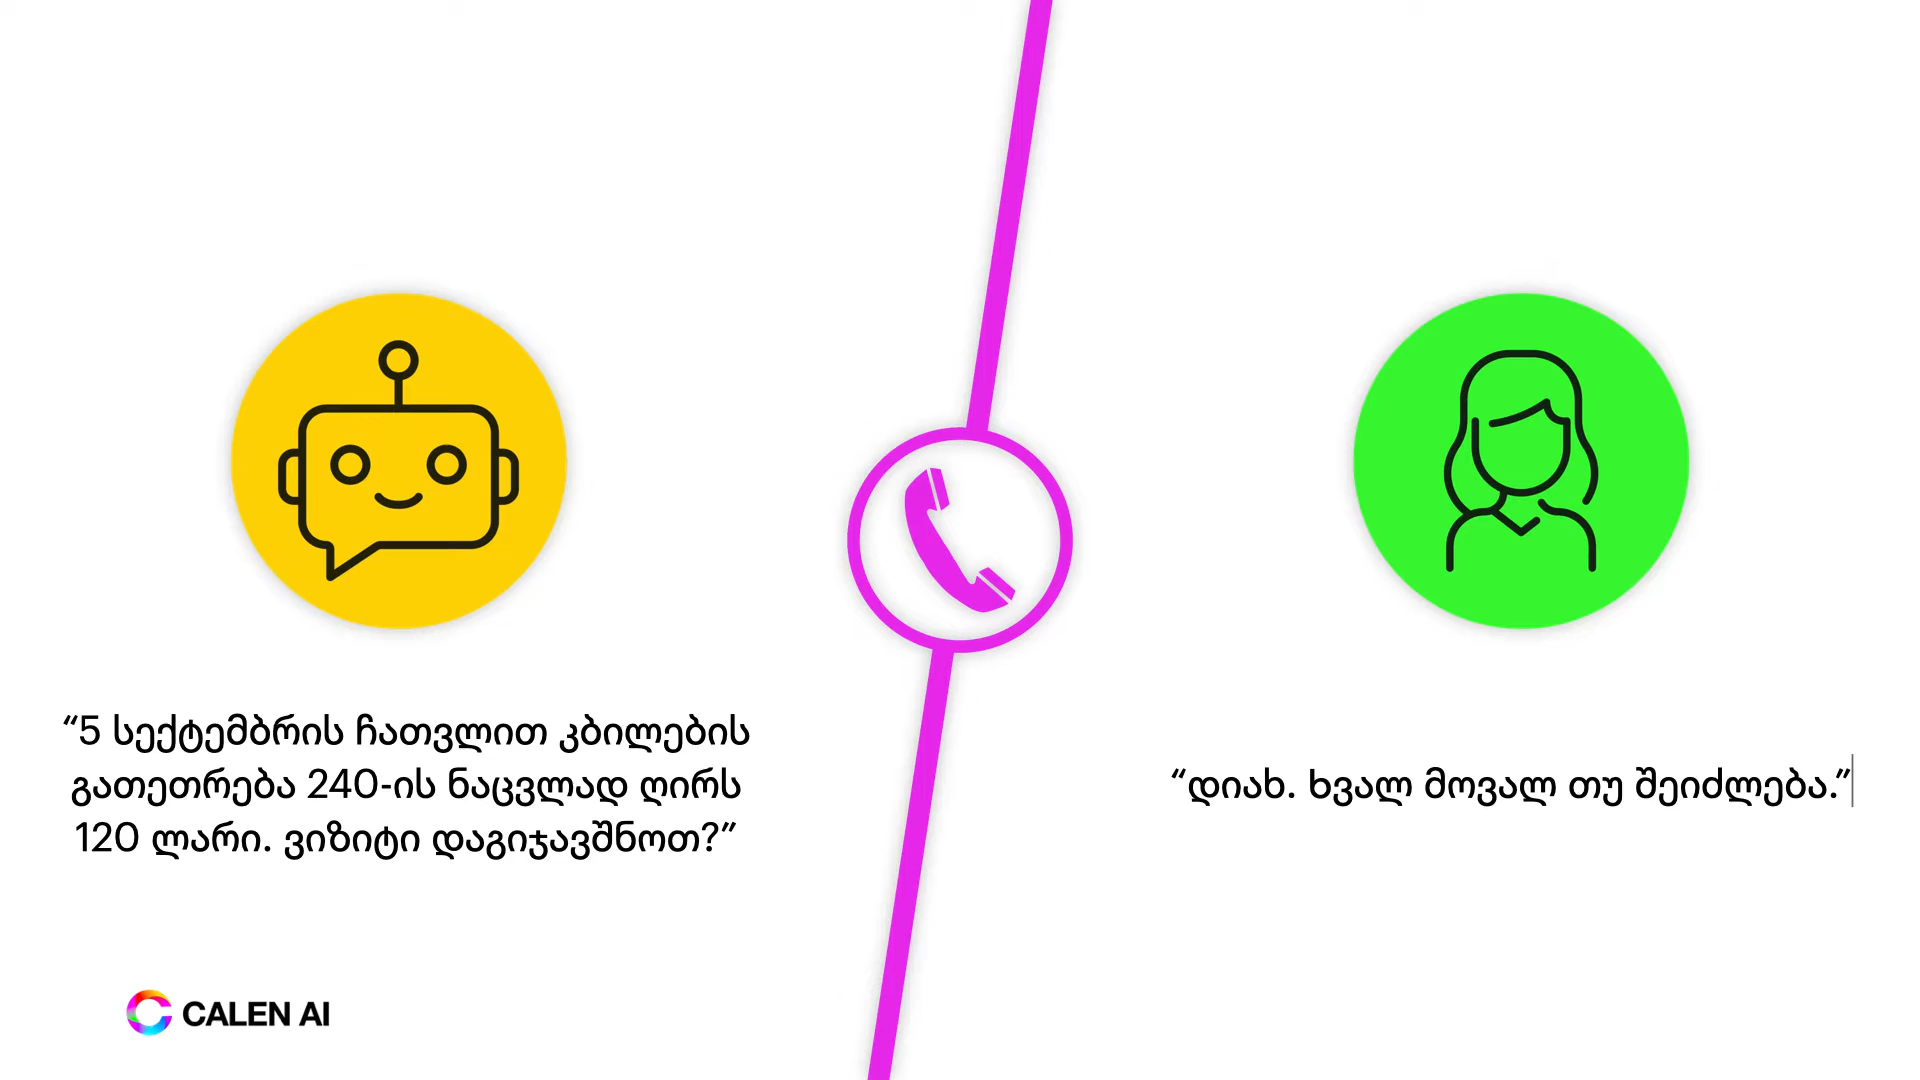 “5 სექტემბრის ჩათვლით კბილების
გათეთრება 240-ის ნაცვლად ღირს
120 ლარი. ვიზიტი დაგიჯავშნოთ?”
“დიახ. ხვალ მოვალ თუ შეიძლება.”
CALEN AI